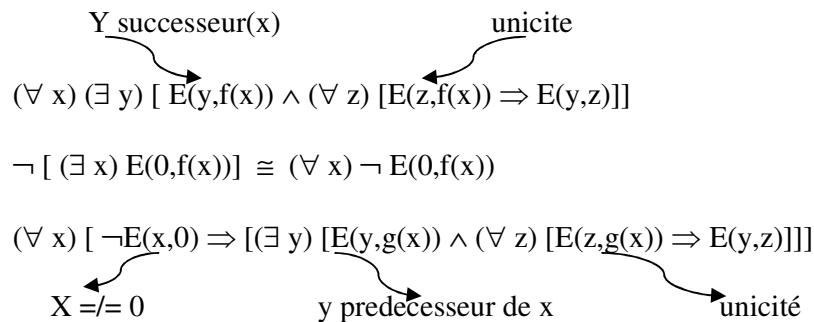 Y successeur(x) unicite
(∀ x) (∃ y) [ E(y,f(x)) ∧ (∀ z) [E(z,f(x)) ⇒ E(y,z)]]
¬ [ (∃ x) E(0,f(x))] ≅ (∀ x) ¬ E(0,f(x))
(∀ x) [ ¬E(x,0) ⇒ [(∃ y) [E(y,g(x)) ∧ (∀ z) [E(z,g(x)) ⇒ E(y,z)]]]
X =/= 0 y predecesseur de x unicité